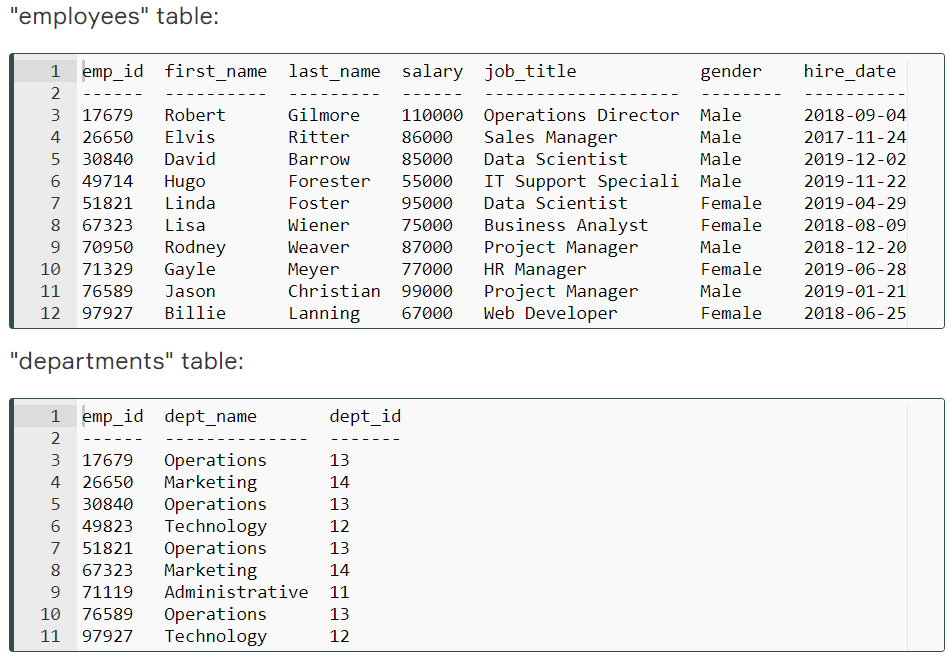 "employees" table:
1 emp_id first_name last_name salary job_title gender hire_date
2 ------ ---------- --------- ------ ------------------- -------- ----------
3 17679 Robert Gilmore 110000 Operations Director Male 2018-09-04
4 26650 Elvis Ritter 86000 Sales Manager Male 2017-11-24
5 30840 David Barrow 85000 Data Scientist Male 2019-12-02
6 49714 Hugo Forester 55000 IT Support Speciali Male 2019-11-22
7 51821 Linda Foster 95000 Data Scientist Female 2019-04-29
8 67323 Lisa Wiener 75000 Business Analyst Female 2018-08-09
9 70950 Rodney Weaver 87000 Project Manager Male 2018-12-20
10 71329 Gayle Meyer 77000 HR Manager Female 2019-06-28
11 76589 Jason Christian 99000 Project Manager Male 2019-01-21
12 97927 Billie Lanning 67000 Web Developer Female 2018-06-25
"departments" table:
1 emp_id dept_name dept_id
2 ------ -------------- -------
3 17679 Operations 13
4 26650 Marketing 14
5 30840 Operations 13
6 49823 Technology 12
7 51821 Operations 13
8 67323 Marketing 14
9 71119 Administrative 11
10 76589 Operations 13
11 97927 Technology 12